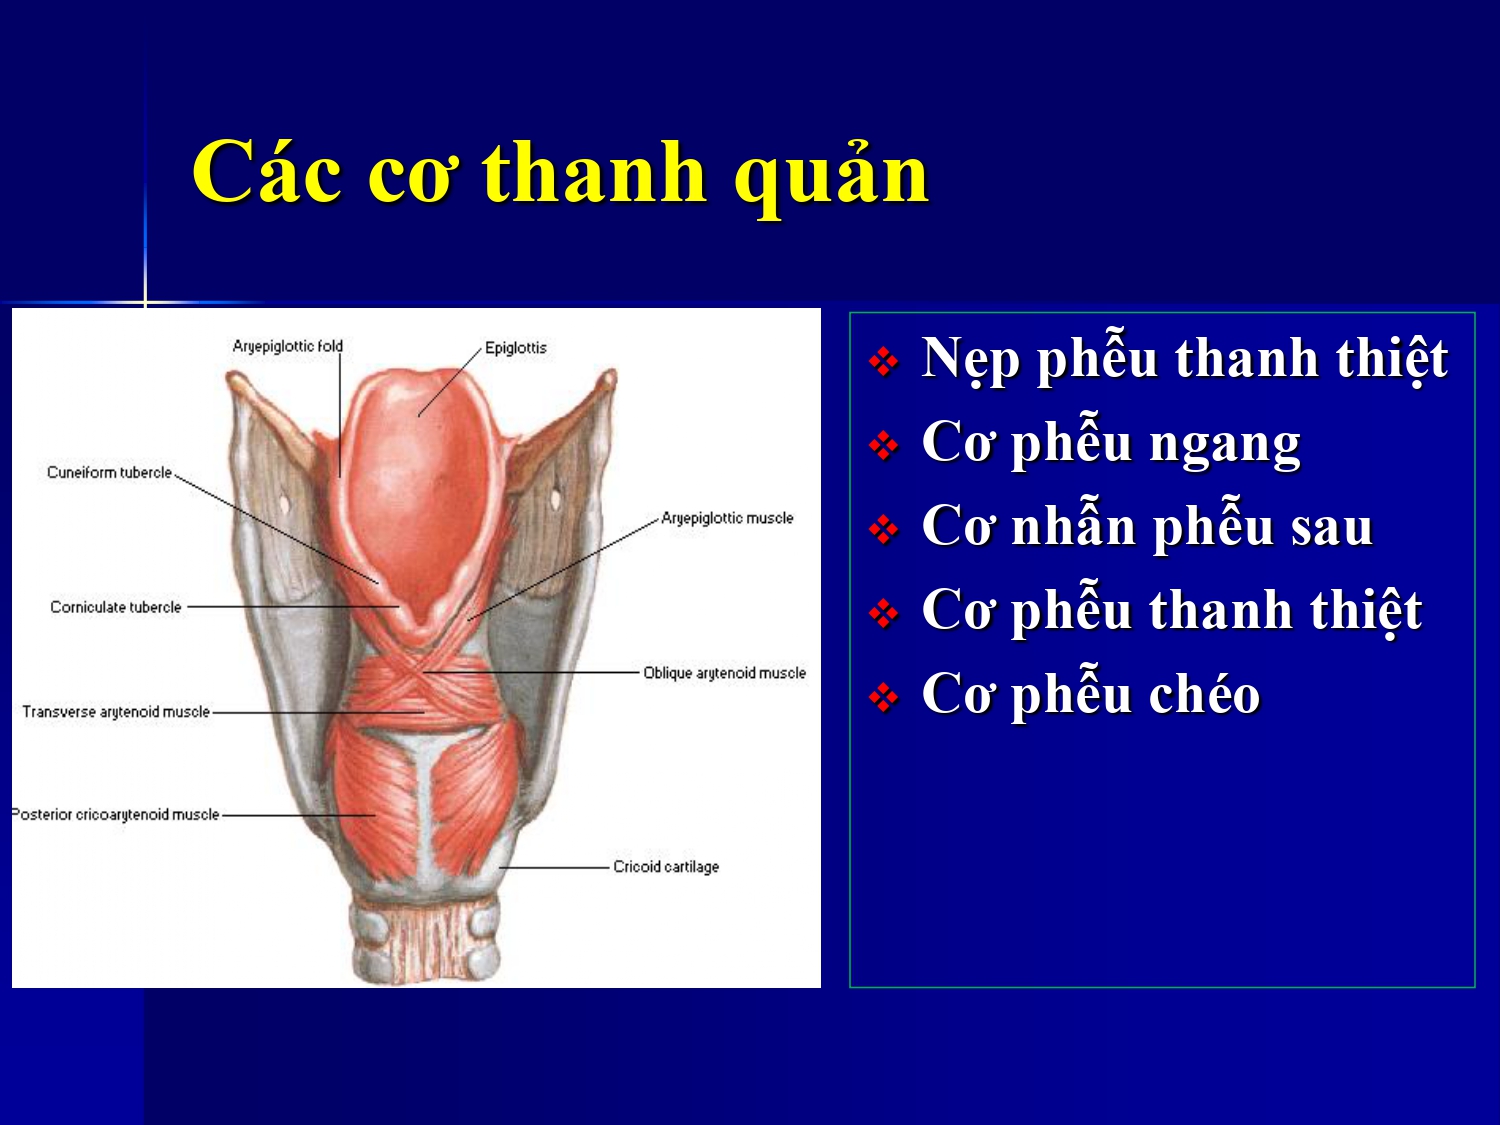 Các cơ thanh quản
Aryepiglottic fold
Epiglottis
Cuneiform tubercle
Aryepiglottic muscle
Corniculate tubercle
Oblique arytenoid muscle
Transverse arytenoid muscle
Posterior cricoarytenoid muscle
Cricoid cartilage
Nẹp phễu thanh thiệt
Cơ phễu ngang
Cơ nhẫn phễu sau
Cơ phễu thanh thiệt
Cơ phễu chéo